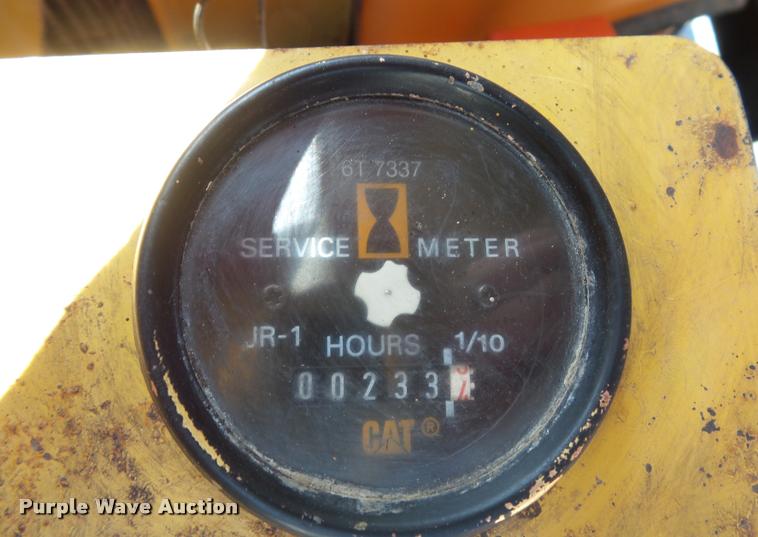 6T 7337
SERVICE METER
JR-1 HOURS 1/10
00233
CAT®
Purple Wave Auction